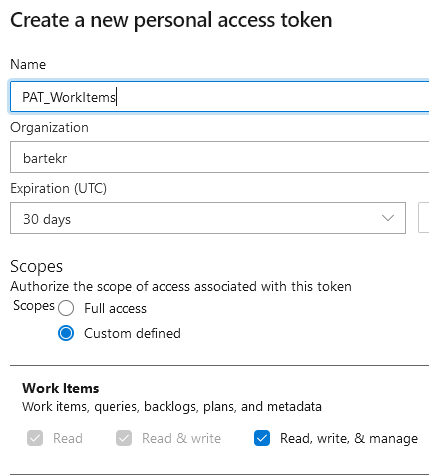 Create a new personal access token
Name
PAT_WorkItems
Organization
bartekr
Expiration (UTC)
30 days
Scopes
Authorize the scope of access associated with this token
Scopes Full access
Custom defined
Work Items
Work items, queries, backlogs, plans, and metadata
Read Read & write Read, write, & manage